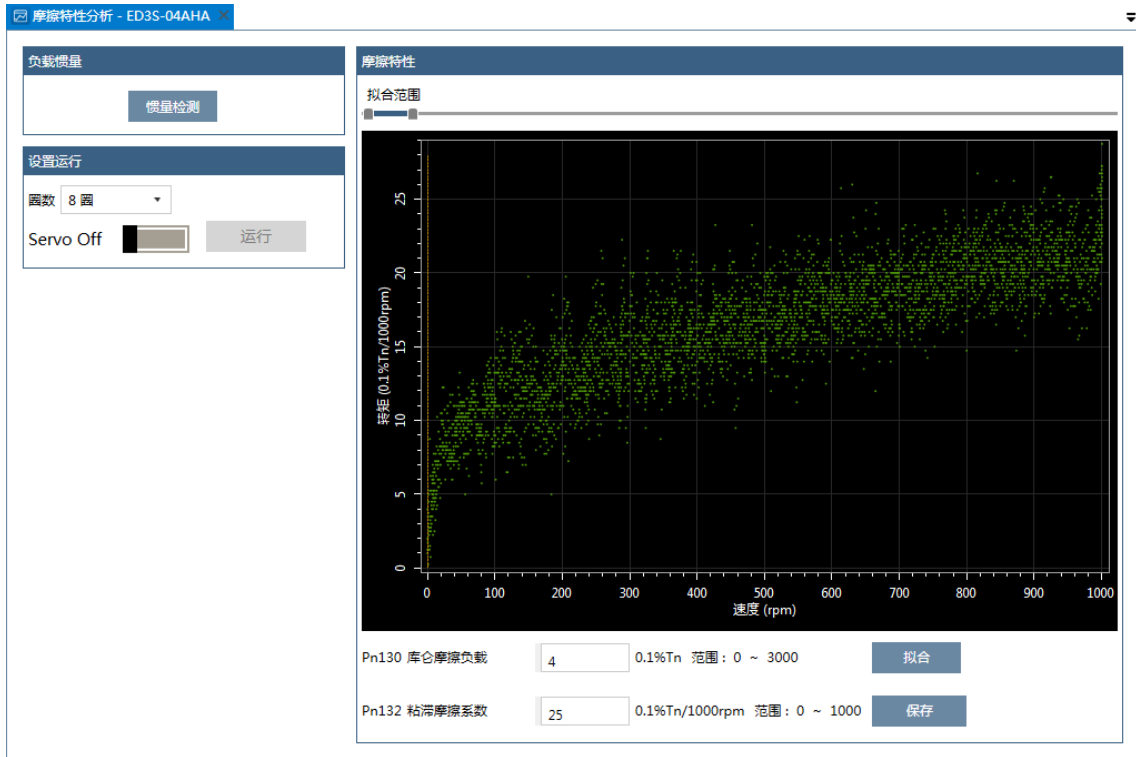 摩擦特性分析 - ED3S-04AHA
负载惯量
惯量检测
设置运行
圈数 8 圈
Servo Off 运行
摩擦特性
拟合范围
转矩 (0.1%Tn/1000rpm)
25
20
15
10
5
0
0 100 200 300 400 500 600 700 800 900 1000
速度 (rpm)
Pn130 库仑摩擦负载 4 0.1%Tn 范围: 0 ~ 3000 拟合
Pn132 粘滞摩擦系数 25 0.1%Tn/1000rpm 范围: 0 ~ 1000 保存